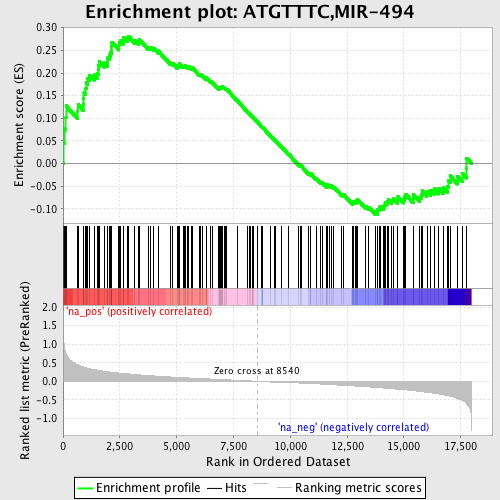 Enrichment plot: ATGTTTC,MIR-494
Enrichment score (ES)
0.30
0.25
0.20
0.15
0.10
0.05
0.00
-0.05
-0.10
Ranked list metric (PreRanked)
2.0
1.5
1.0
0.5
0.0
-0.5
-1.0
'na_pos' (positively correlated)
Zero cross at 8540
'na_neg' (negatively correlated)
0 2,500 5,000 7,500 10,000 12,500 15,000 17,500
Rank in Ordered Dataset
Enrichment profile Hits Ranking metric scores